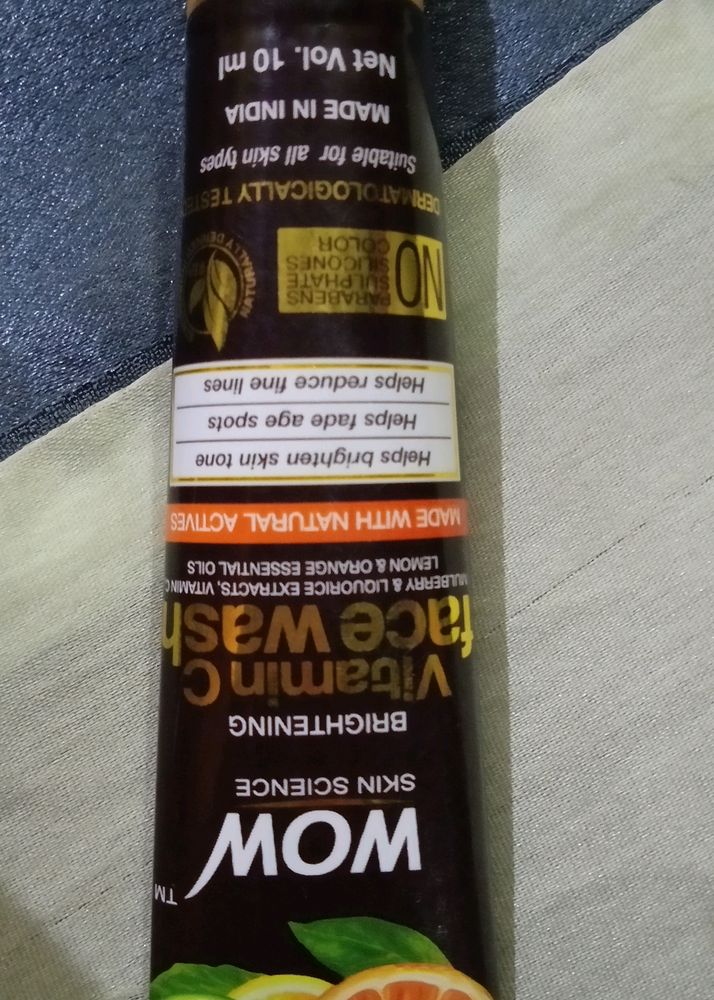 WOW
TM
SKIN SCIENCE
BRIGHTENING
Vitamin C
face wash
MULBERRY & LIQUORICE EXTRACTS, VITAMIN C
LEMON & ORANGE ESSENTIAL OILS
MADE WITH NATURAL ACTIVES
Helps brighten skin tone
Helps fade age spots
Helps reduce fine lines
NO
PARABENS
SULPHATE
SILICONES
COLOR
NATURALLY
DERMATOLOGICALLY TESTED
Suitable for all skin types
MADE IN INDIA
Net Vol. 10 ml